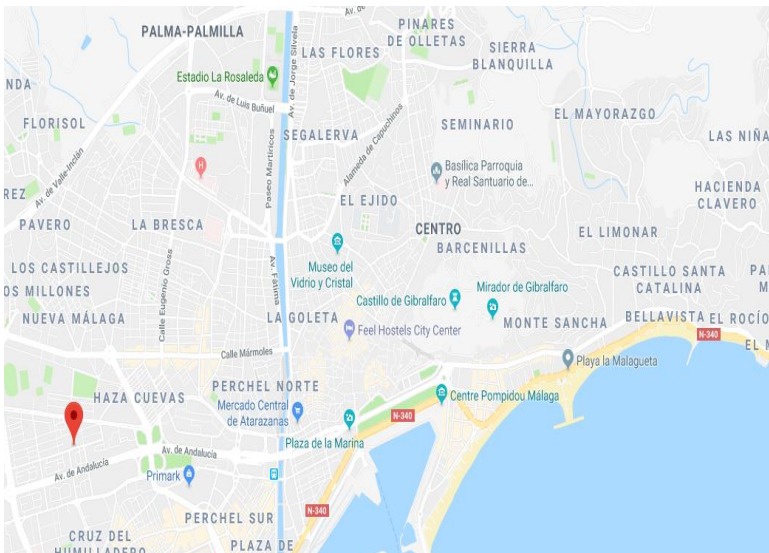 PALMA-PALMILLA
Av. de
Av. de Jorge Silvela
PINARES
DE OLLETAS
LAS FLORES
SIERRA
BLANQUILLA
Estadio La Rosaleda
Av. de Luis Buñuel
NDA
FLORISOL
Av. de Valle-Inclán
SEGALERVA
Paseo Martiricos
Alameda de Capuchinos
SEMINARIO
EL MAYORAZGO
LAS NIÑA
H
Basílica Parroquia
y Real Santuario de...
HACIENDA
CLAVERO
REZ
PAVERO
LA BRESCA
EL EJIDO
CENTRO
BARCENILLAS
EL LIMONAR
LOS CASTILLEJOS
OS MILLONES
NUEVA MÁLAGA
Calle Eugenio Gross
Av. Fátima
Museo del
Vidrio y Cristal
Castillo de Gibralfaro
Mirador de Gibralfaro
CASTILLO SANTA
CATALINA
PA
M
LA GOLETA
Feel Hostels City Center
MONTE SANCHA
BELLAVISTA
EL ROCÍO
N-340
EL M
Calle Mármoles
Playa la Malagueta
HAZA CUEVAS
PERCHEL NORTE
Mercado Central
de Atarazanas
Centre Pompidou Málaga
N-340
Plaza de la Marina
Av. de Andalucía
Av. de Andalucía
Primark
N-340
PERCHEL SUR
CRUZ DEL
HUMILLADERO
PLAZA DE